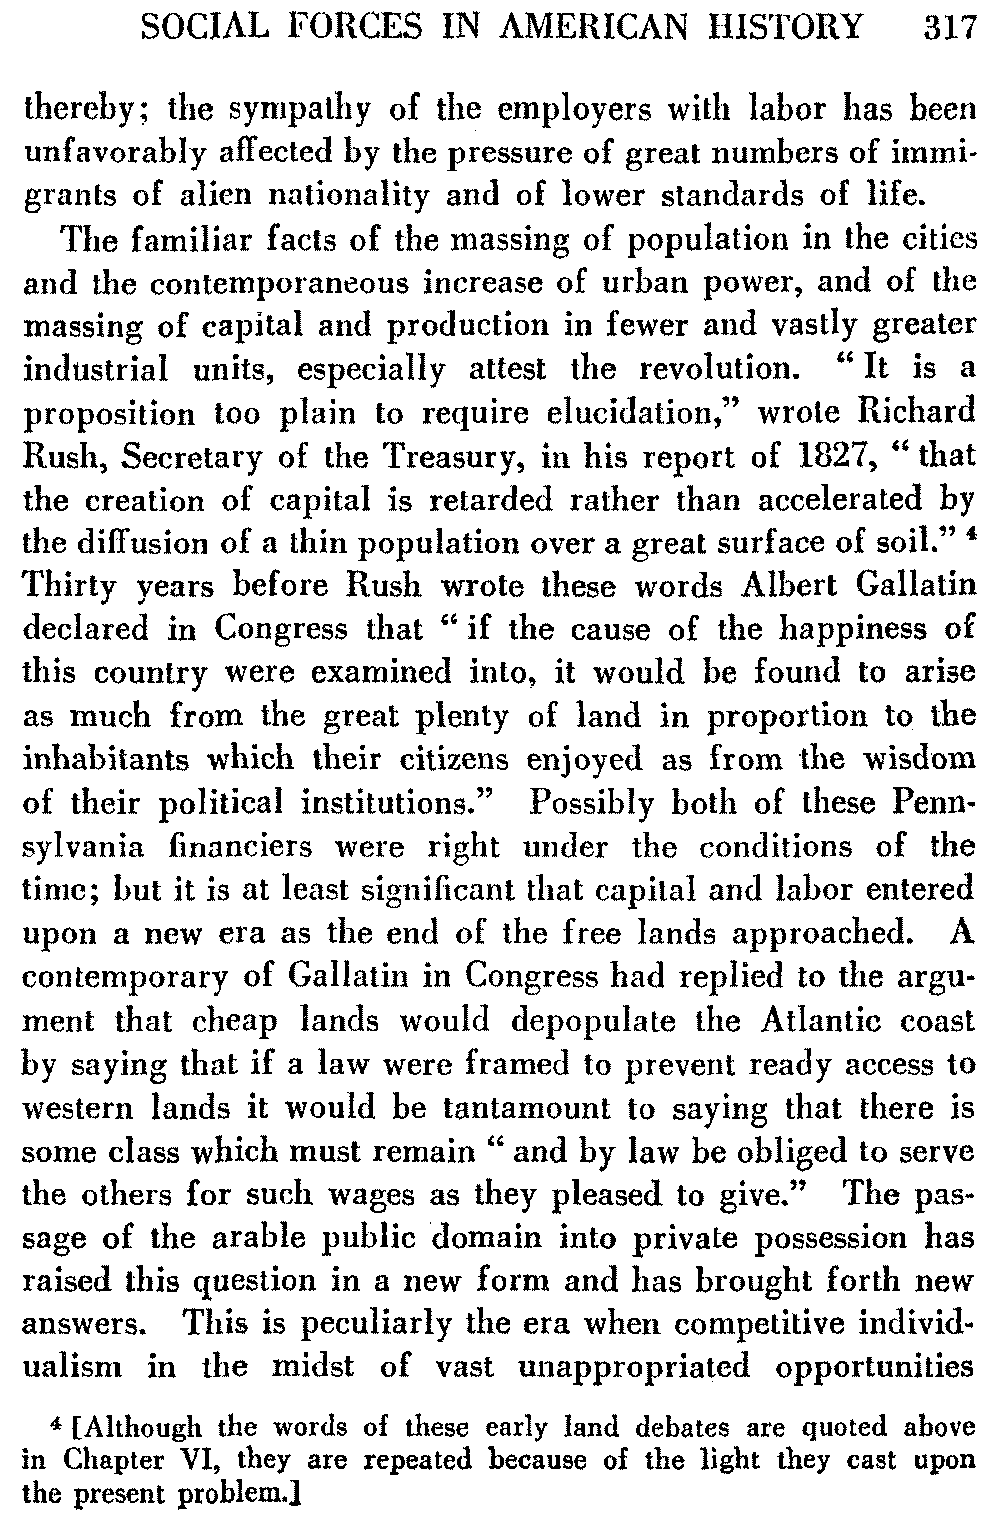 SOCIAL FORCES IN AMERICAN HISTORY 317
thereby; the sympathy of the employers with labor has been
unfavorably affected by the pressure of great numbers of immi-
grants of alien nationality and of lower standards of life.
The familiar facts of the massing of population in the cities
and the contemporaneous increase of urban power, and of the
massing of capital and production in fewer and vastly greater
industrial units, especially attest the revolution. “ It is a
proposition too plain to require elucidation,” wrote Richard
Rush, Secretary of the Treasury, in his report of 1827, “ that
the creation of capital is retarded rather than accelerated by
the diffusion of a thin population over a great surface of soil.” ⁴
Thirty years before Rush wrote these words Albert Gallatin
declared in Congress that “ if the cause of the happiness of
this country were examined into, it would be found to arise
as much from the great plenty of land in proportion to the
inhabitants which their citizens enjoyed as from the wisdom
of their political institutions.” Possibly both of these Penn-
sylvania financiers were right under the conditions of the
time; but it is at least significant that capital and labor entered
upon a new era as the end of the free lands approached. A
contemporary of Gallatin in Congress had replied to the argu-
ment that cheap lands would depopulate the Atlantic coast
by saying that if a law were framed to prevent ready access to
western lands it would be tantamount to saying that there is
some class which must remain “ and by law be obliged to serve
the others for such wages as they pleased to give.” The pas-
sage of the arable public domain into private possession has
raised this question in a new form and has brought forth new
answers. This is peculiarly the era when competitive individ-
ualism in the midst of vast unappropriated opportunities
⁴ [Although the words of these early land debates are quoted above
in Chapter VI, they are repeated because of the light they cast upon
the present problem.]